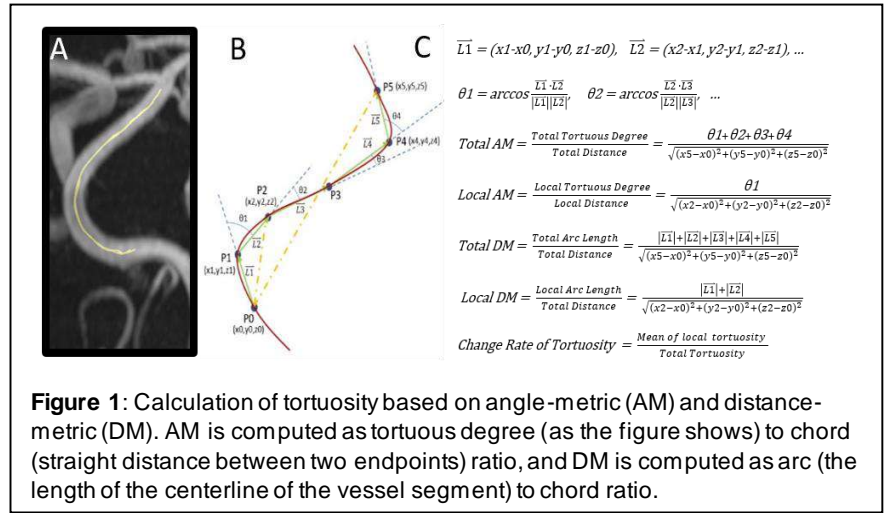 A
B
C
P5
(x5,y5,z5)
θ4
L5
P4 (x4,y4,z4)
L4
θ3
P3
P2
(x2,y2,z2)
θ2
L3
θ1
L2
P1
(x1,y1,z1)
L1
P0
(x0,y0,z0)
L1 = (x1-x0, y1-y0, z1-z0), L2 = (x2-x1, y2-y1, z2-z1), ...
θ1 = arccos L1·L2 / |L1||L2|, θ2 = arccos L2·L3 / |L2||L3|, ...
Total AM = Total Tortuous Degree / Total Distance = θ1+θ2+θ3+θ4 / √(x5−x0)²+(y5−y0)²+(z5−z0)²
Local AM = Local Tortuous Degree / Local Distance = θ1 / √(x2−x0)²+(y2−y0)²+(z2−z0)²
Total DM = Total Arc Length / Total Distance = |L1|+|L2|+|L3|+|L4|+|L5| / √(x5−x0)²+(y5−y0)²+(z5−z0)²
Local DM = Local Arc Length / Total Distance = |L1|+|L2| / √(x2−x0)²+(y2−y0)²+(z2−z0)²
Change Rate of Tortuosity = Mean of local tortuosity / Total Tortuosity
Figure 1: Calculation of tortuosity based on angle-metric (AM) and distance-
metric (DM). AM is computed as tortuous degree (as the figure shows) to chord
(straight distance between two endpoints) ratio, and DM is computed as arc (the
length of the centerline of the vessel segment) to chord ratio.